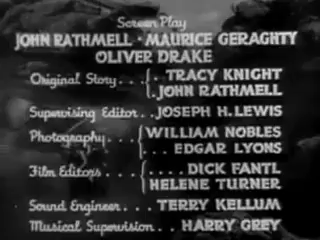 Screen Play
JOHN RATHMELL · MAURICE GERAGHTY
OLIVER DRAKE
Original Story . . . { . . TRACY KNIGHT
. JOHN RATHMELL
Supervising Editor . . JOSEPH H. LEWIS
Photography . . . { WILLIAM NOBLES
. . . EDGAR LYONS
Film Editors . . . { . . . . . DICK FANTL
HELENE TURNER
Sound Engineer . . . TERRY KELLUM
Musical Supervision . . HARRY GREY